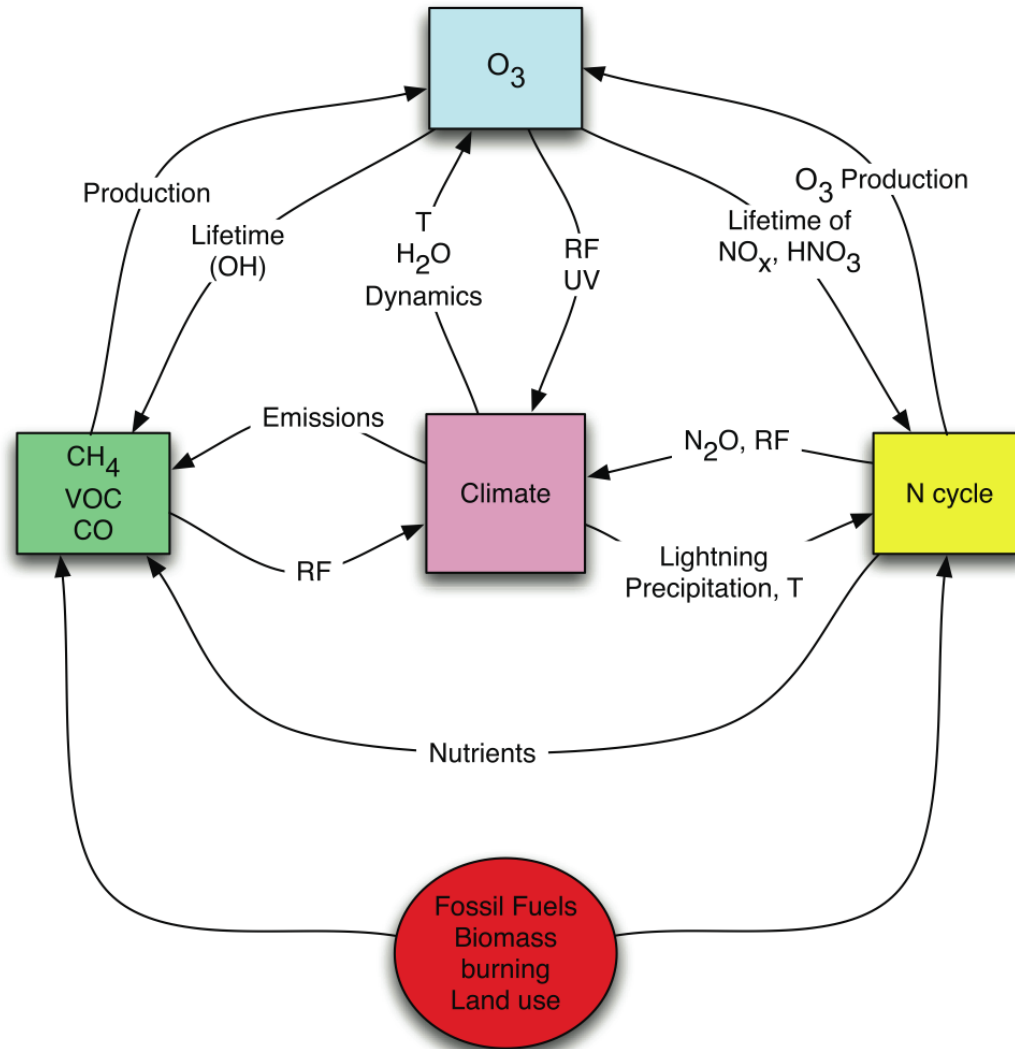 O3
Production
O3 Production
Lifetime
(OH)
T
H2O
Dynamics
RF
UV
Lifetime of
NOx, HNO3
Emissions
N2O, RF
CH4
VOC
CO
Climate
N cycle
RF
Lightning
Precipitation, T
Nutrients
Fossil Fuels
Biomass
burning
Land use